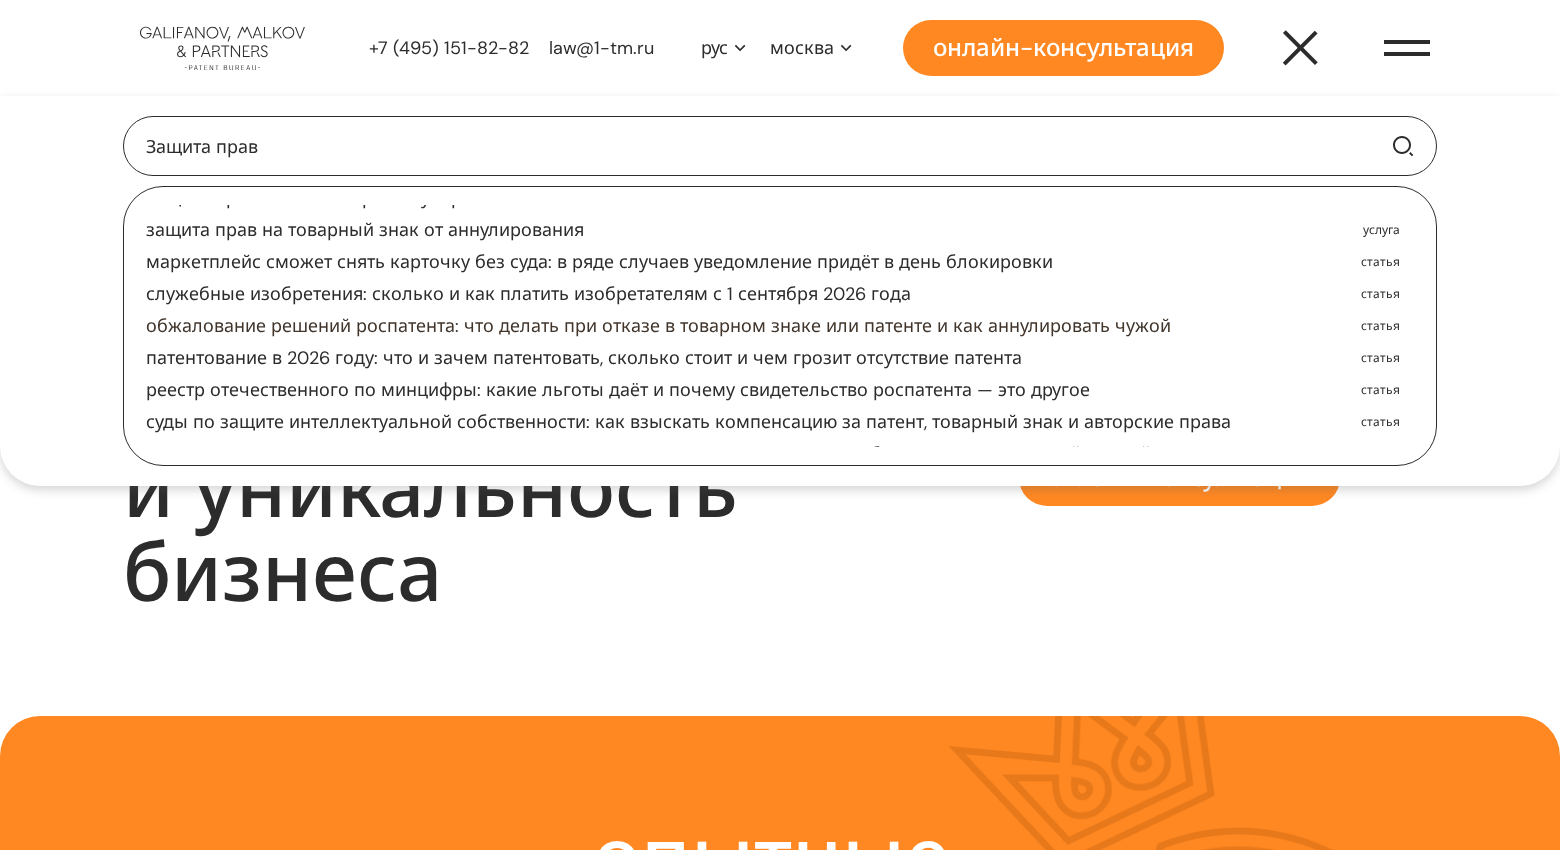 GALIFANOV, MALKOV
& PARTNERS
-PATENT BUREAU-
+7 (495) 151-82-82
law@1-tm.ru
рус
москва
онлайн-консультация
Защита прав
защита прав на товарный знак от аннулирования
услуга
маркетплейс сможет снять карточку без суда: в ряде случаев уведомление придёт в день блокировки
статья
служебные изобретения: сколько и как платить изобретателям с 1 сентября 2026 года
статья
обжалование решений роспатента: что делать при отказе в товарном знаке или патенте и как аннулировать чужой
статья
патентование в 2026 году: что и зачем патентовать, сколько стоит и чем грозит отсутствие патента
статья
реестр отечественного по минцифры: какие льготы даёт и почему свидетельство роспатента — это другое
статья
суды по защите интеллектуальной собственности: как взыскать компенсацию за патент, товарный знак и авторские права
статья
и уникальность
бизнеса
опытные